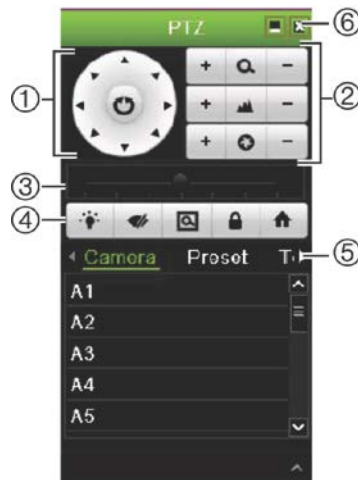 PTZ
⑥
①
+ −
②
+ −
+ −
③
④
Camera Preset T
⑤
A1
A2
A3
A4
A5